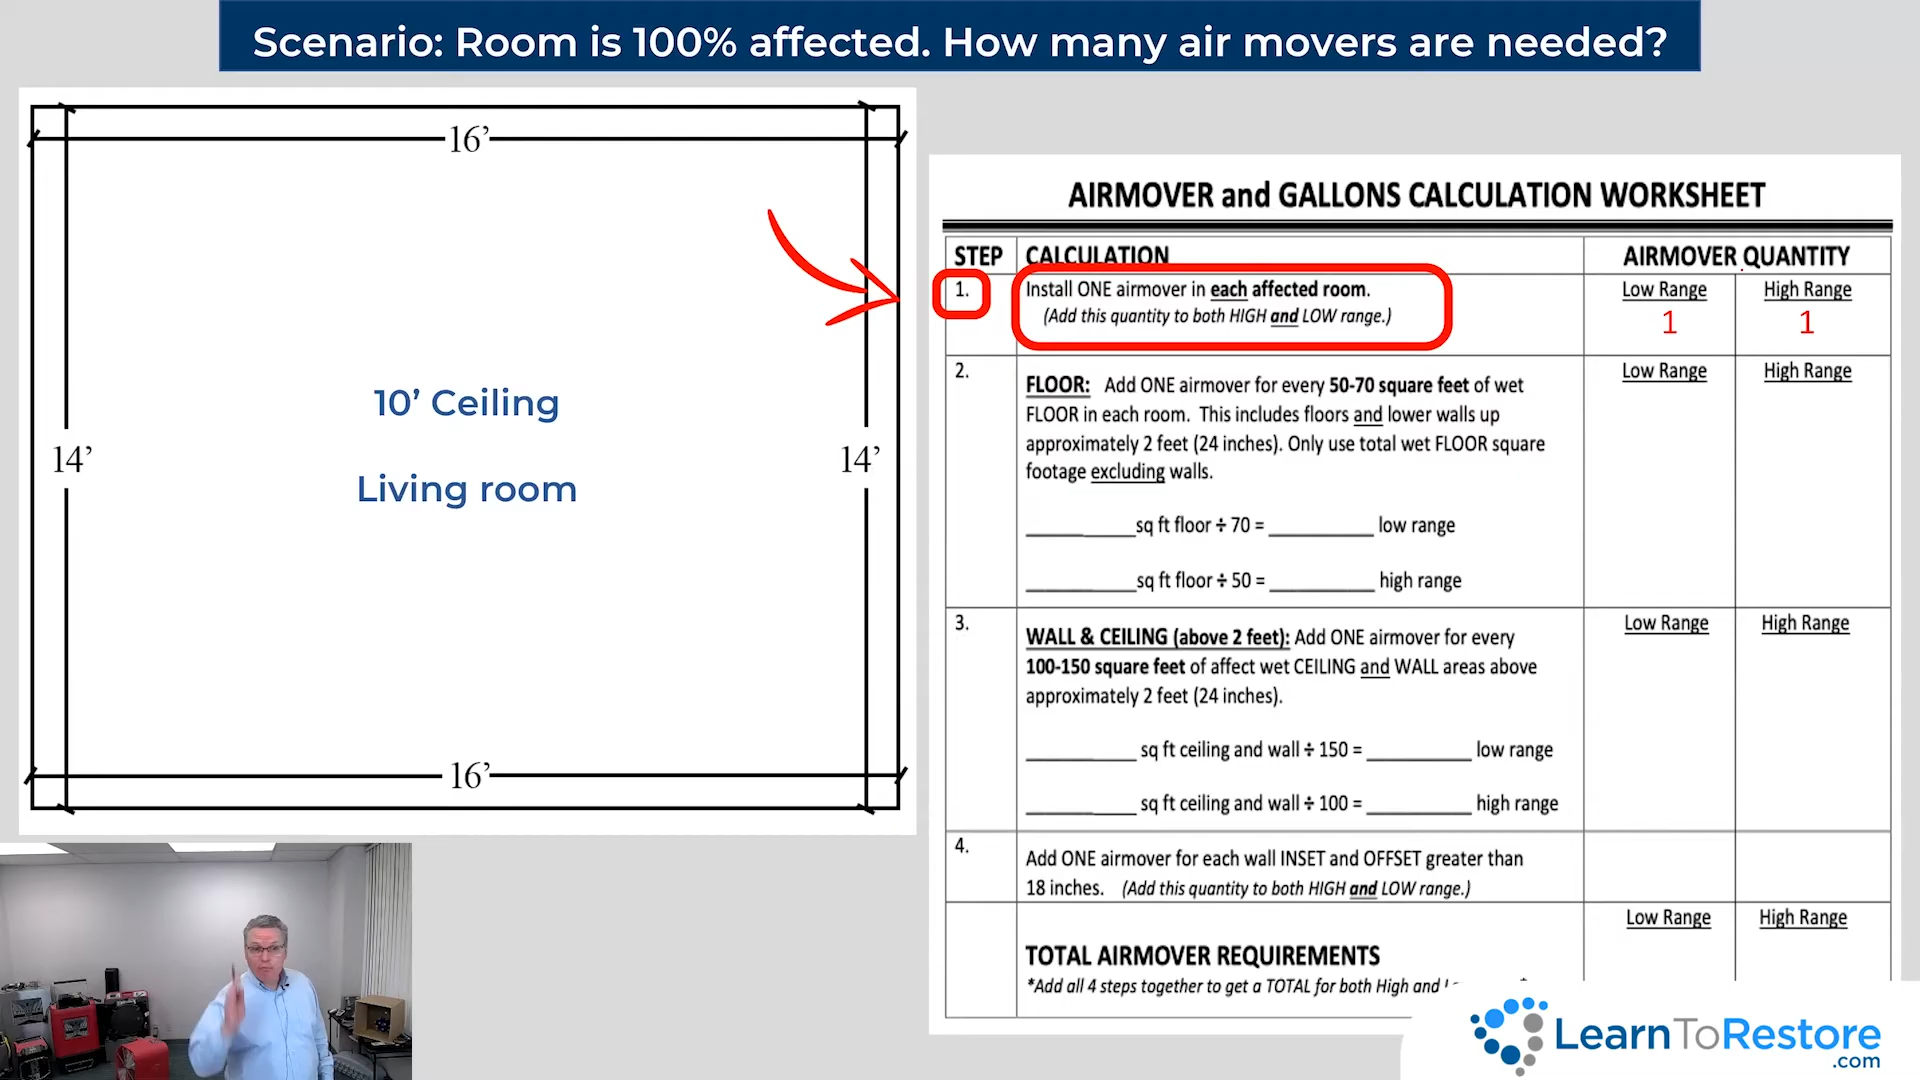 Scenario: Room is 100% affected. How many air movers are needed?
16’
10’ Ceiling
14’
14’
Living room
16’
AIRMOVER and GALLONS CALCULATION WORKSHEET
STEP CALCULATION AIRMOVER QUANTITY
1. Install ONE airmover in each affected room. Low Range High Range
(Add this quantity to both HIGH and LOW range.) 1 1
2. Low Range High Range
FLOOR: Add ONE airmover for every 50-70 square feet of wet
FLOOR in each room. This includes floors and lower walls up
approximately 2 feet (24 inches). Only use total wet FLOOR square
footage excluding walls.
__________sq ft floor ÷ 70 = __________ low range
__________sq ft floor ÷ 50 = __________ high range
3. Low Range High Range
WALL & CEILING (above 2 feet): Add ONE airmover for every
100-150 square feet of affect wet CEILING and WALL areas above
approximately 2 feet (24 inches).
__________ sq ft ceiling and wall ÷ 150 = __________ low range
__________ sq ft ceiling and wall ÷ 100 = __________ high range
4.
Add ONE airmover for each wall INSET and OFFSET greater than
18 inches. (Add this quantity to both HIGH and LOW range.)
Low Range High Range
TOTAL AIRMOVER REQUIREMENTS
*Add all 4 steps together to get a TOTAL for both High and
LearnToRestore
.com